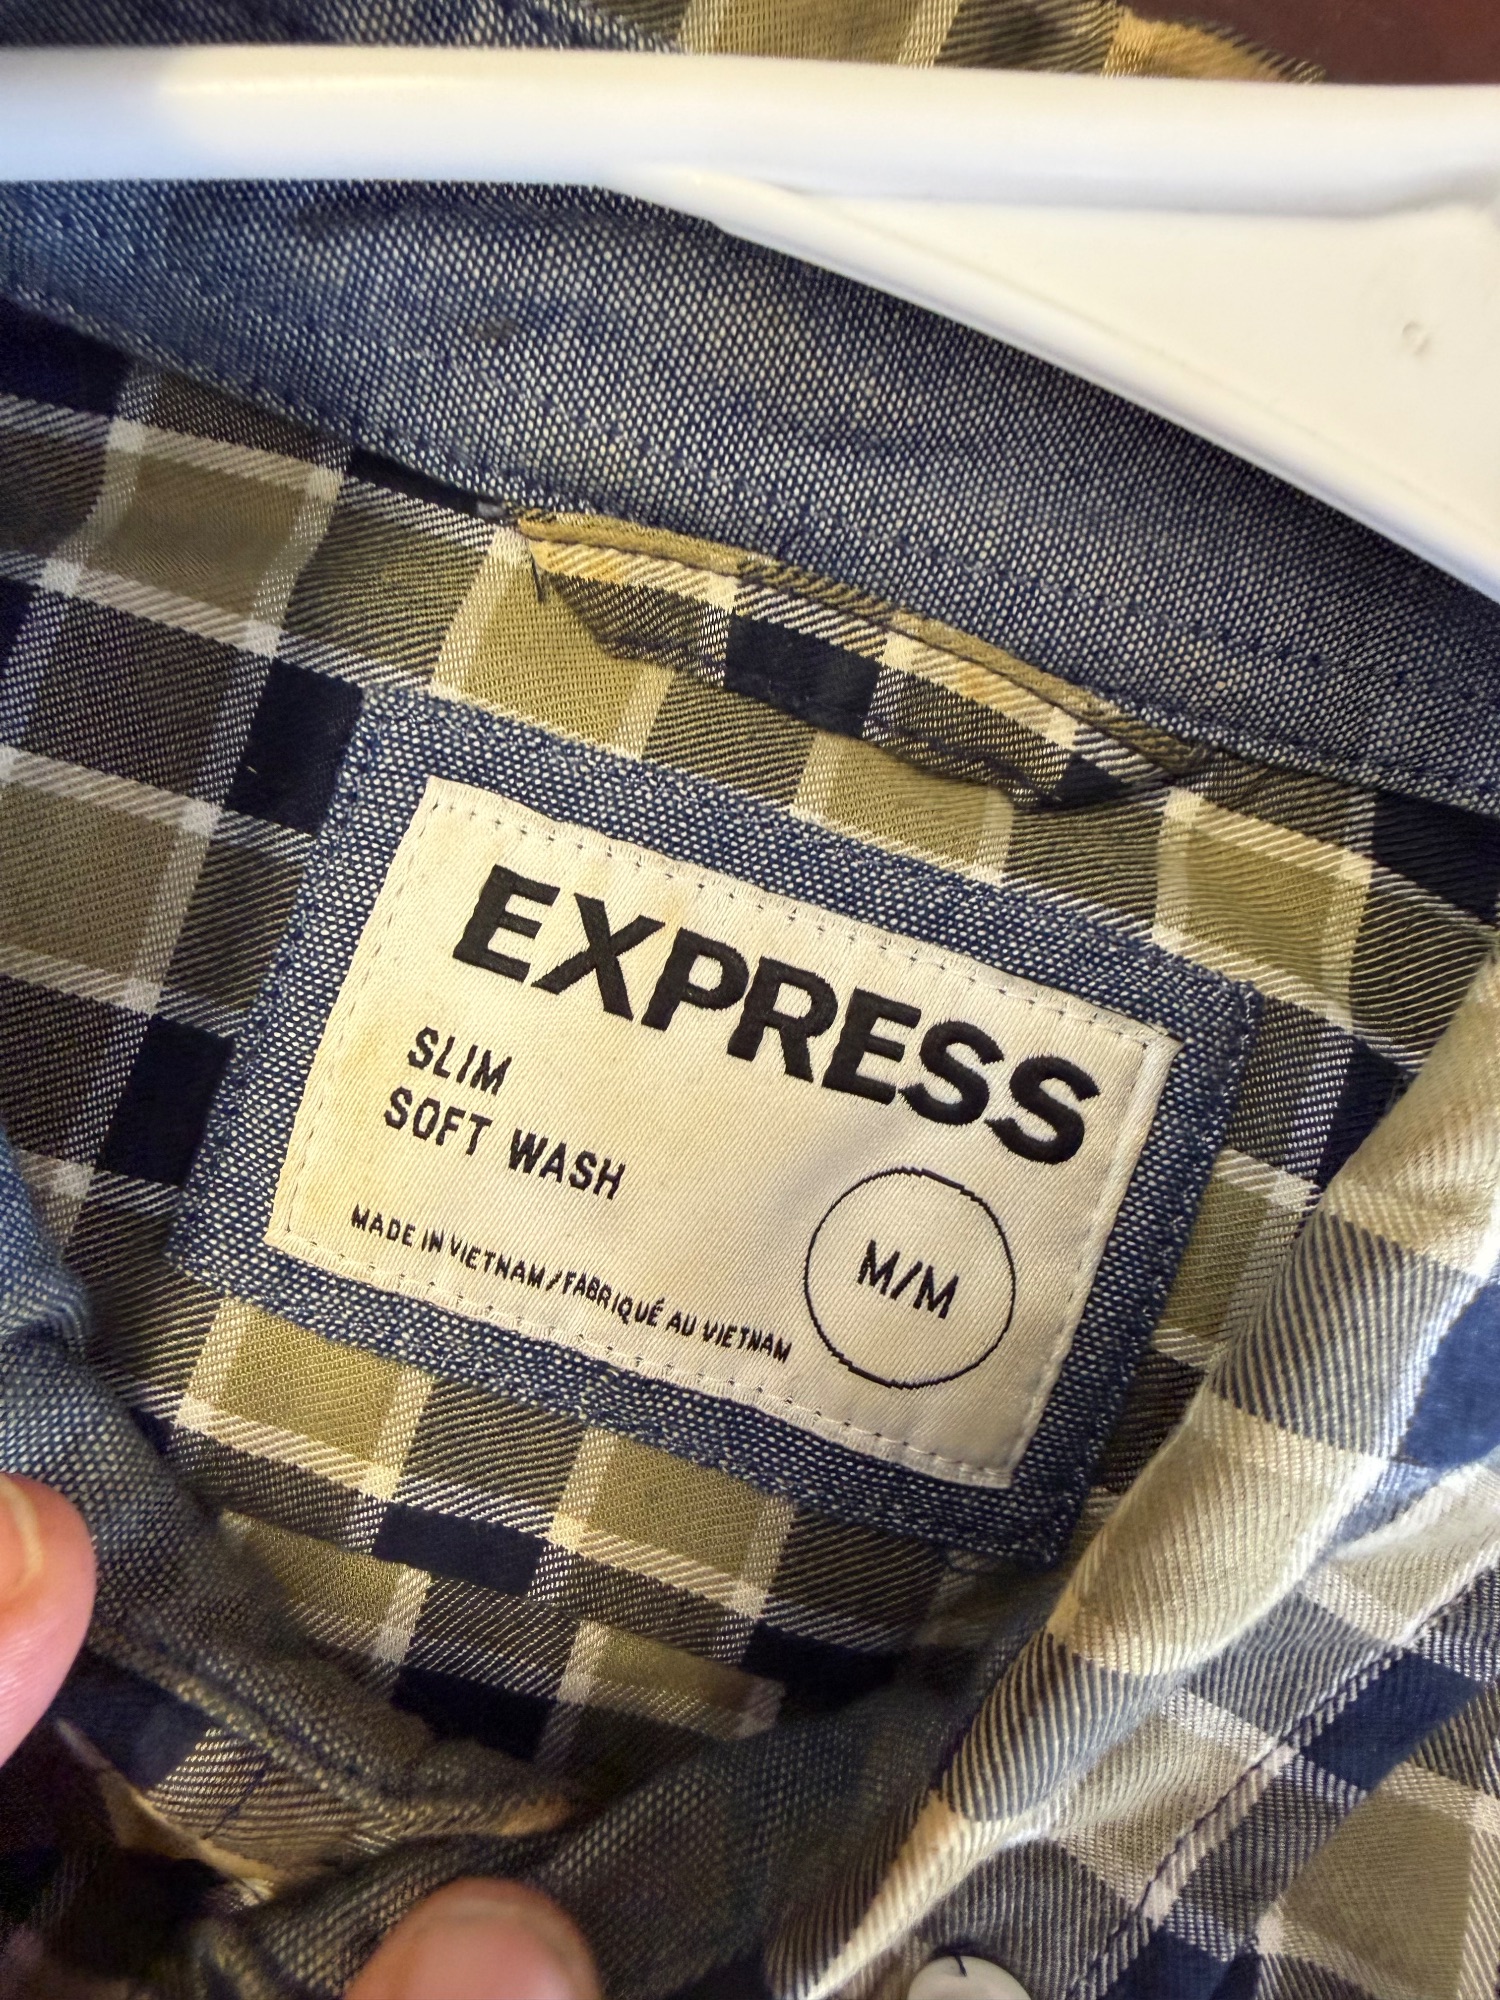 EXPRESS
SLIM
SOFT WASH
MADE IN VIETNAM/FABRIQUÉ AU VIETNAM
M/M